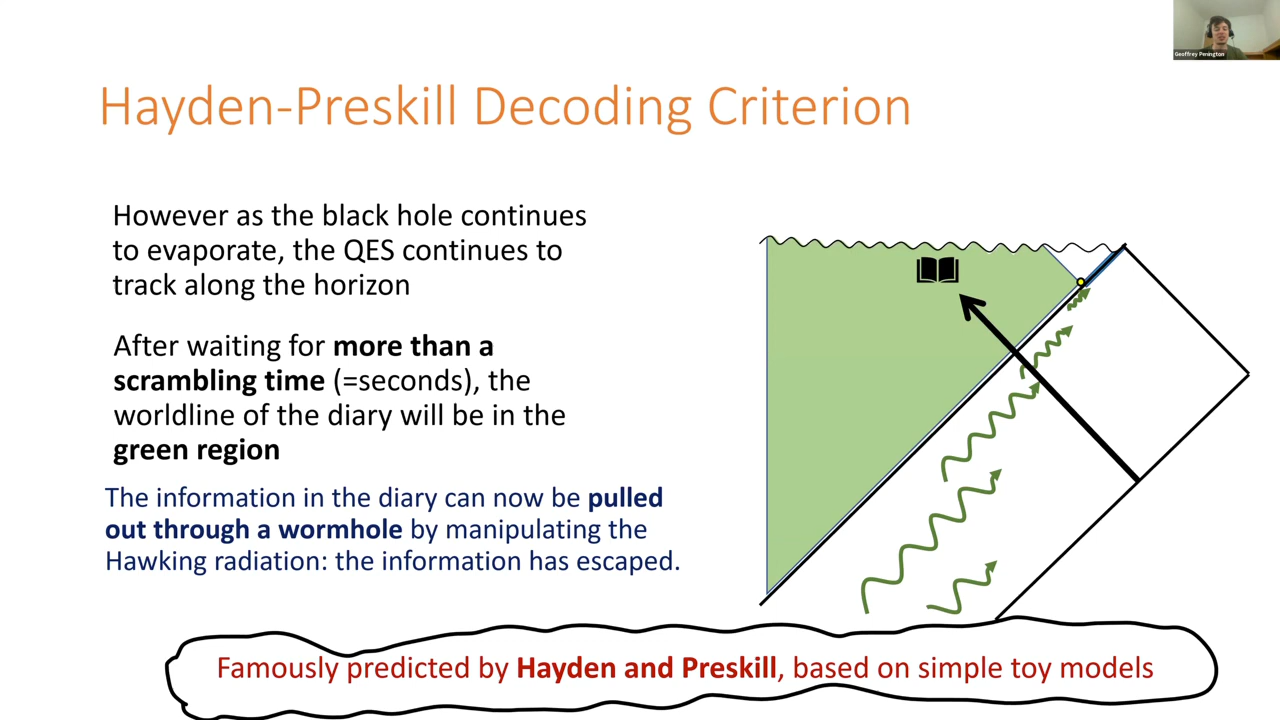 Geoffrey Penington
Hayden-Preskill Decoding Criterion
However as the black hole continues
to evaporate, the QES continues to
track along the horizon
After waiting for more than a
scrambling time (=seconds), the
worldline of the diary will be in the
green region
The information in the diary can now be pulled
out through a wormhole by manipulating the
Hawking radiation: the information has escaped.
Famously predicted by Hayden and Preskill, based on simple toy models